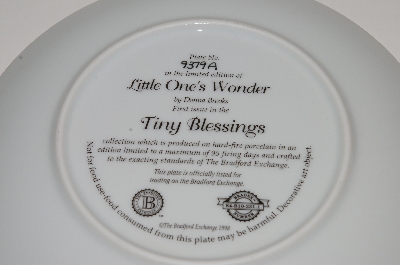 Plate No.
9379A
in the limited edition of
Little One's Wonder
by Donna Brooks
First issue in the
Tiny Blessings
collection which is produced on hard-fire porcelain in an
edition limited to a maximum of 95 firing days and crafted
to the exacting standards of The Bradford Exchange.
This plate is officially listed for
trading on the Bradford Exchange.
B
©The Bradford Exchange 1998
Not for food use-food consumed from this plate may be harmful. Decorative art object.